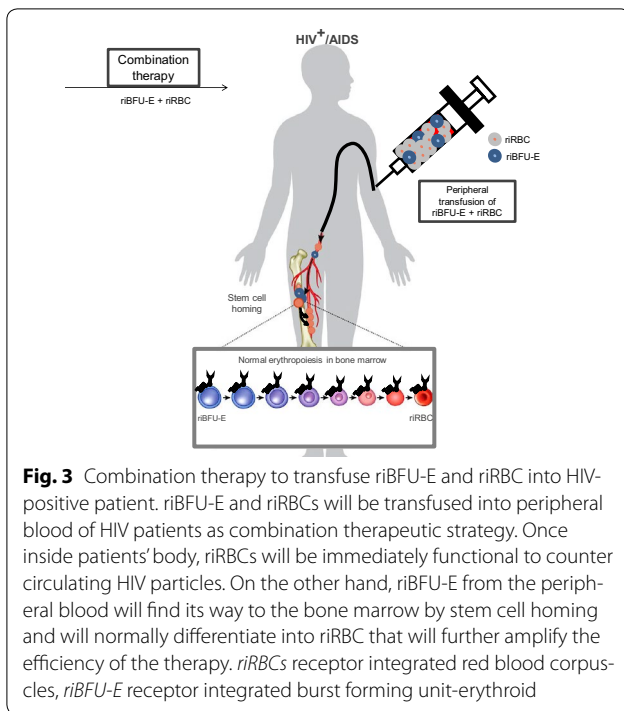 HIV+/AIDS
Combination
therapy
riBFU-E + riRBC
riRBC
riBFU-E
Peripheral
transfusion of
riBFU-E + riRBC
Stem cell
homing
Normal erythropoiesis in bone marrow
riBFU-E
riRBC
Fig. 3 Combination therapy to transfuse riBFU-E and riRBC into HIV-
positive patient. riBFU-E and riRBCs will be transfused into peripheral
blood of HIV patients as combination therapeutic strategy. Once
inside patients’ body, riRBCs will be immediately functional to counter
circulating HIV particles. On the other hand, riBFU-E from the periph-
eral blood will find its way to the bone marrow by stem cell homing
and will normally differentiate into riRBC that will further amplify the
efficiency of the therapy. riRBCs receptor integrated red blood corpus-
cles, riBFU-E receptor integrated burst forming unit-erythroid